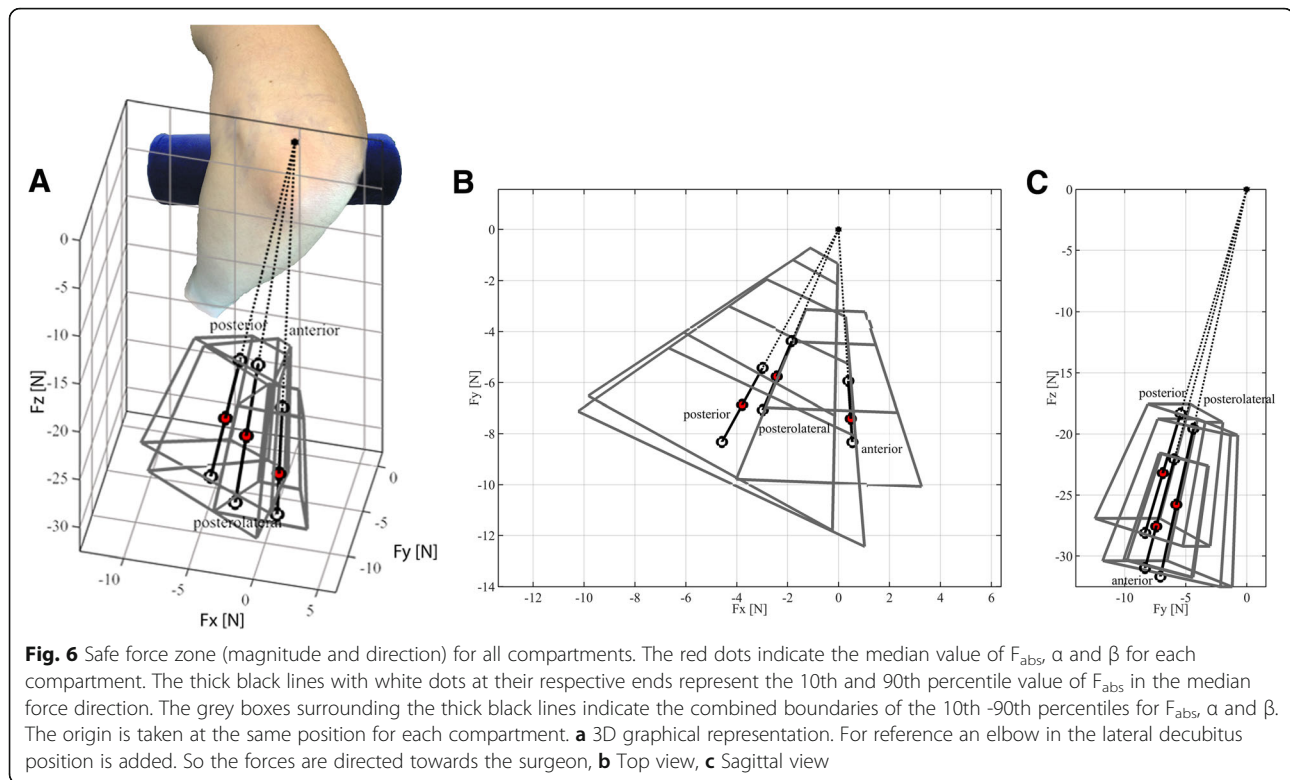 A
0
-5
-10
-15
-20
-25
-30
Fz [N]
posterior
anterior
posterolateral
-10
-5
0
5
Fx [N]
0
-5
-10
Fy [N]
B
0
-2
-4
-6
-8
-10
-12
-14
Fy [N]
posterior
posterolateral
anterior
-12
-10
-8
-6
-4
-2
0
2
4
6
Fx [N]
C
0
-5
-10
-15
-20
-25
-30
Fz [N]
posterior
posterolateral
anterior
-10
-5
0
Fy [N]
Fig. 6 Safe force zone (magnitude and direction) for all compartments. The red dots indicate the median value of Fabs, α and β for each
compartment. The thick black lines with white dots at their respective ends represent the 10th and 90th percentile value of Fabs in the median
force direction. The grey boxes surrounding the thick black lines indicate the combined boundaries of the 10th -90th percentiles for Fabs, α and β.
The origin is taken at the same position for each compartment. a 3D graphical representation. For reference an elbow in the lateral decubitus
position is added. So the forces are directed towards the surgeon, b Top view, c Sagittal view